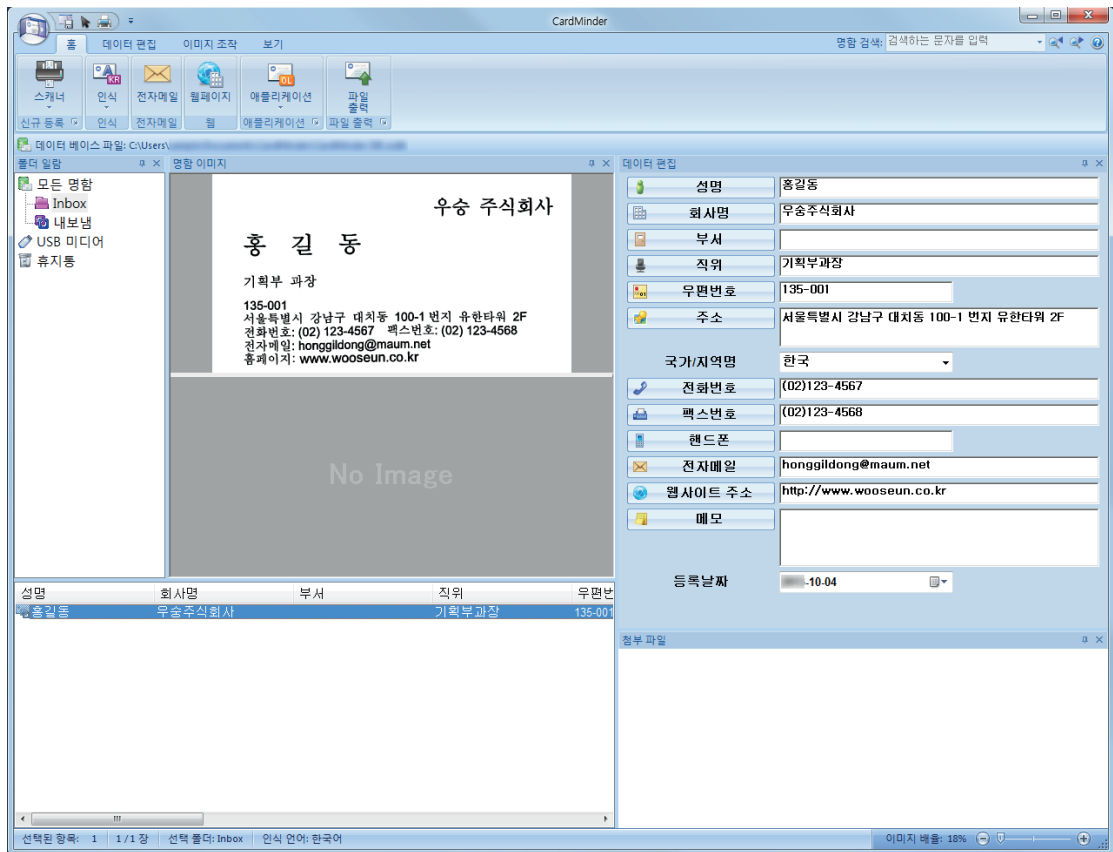 CardMinder
홈 데이터 편집 이미지 조작 보기
명함 검색: 검색하는 문자를 입력
스캐너 인식 전자메일 웹페이지 애플리케이션 파일
출력
신규 등록 인식 전자메일 웹 애플리케이션 파일 출력
데이터 베이스 파일: C:\Users\
폴더 일람
모든 명함
Inbox
내보냄
USB 미디어
휴지통
명함 이미지
우승 주식회사
홍 길 동
기획부 과장
135-001
서울특별시 강남구 대치동 100-1 번지 유한타워 2F
전화번호: (02) 123-4567 팩스번호: (02) 123-4568
전자메일: honggildong@maum.net
홈페이지: www.wooseun.co.kr
No Image
데이터 편집
성명 홍길동
회사명 우숭주식회사
부서
직위 기획부과장
우편번호 135-001
주소 서울특별시 강남구 대치동 100-1 번지 유한타워 2F
국가/지역명 한국
전화번호 (02)123-4567
팩스번호 (02)123-4568
핸드폰
전자메일 honggildong@maum.net
웹사이트 주소 http://www.wooseun.co.kr
메모
등록날짜 -10-04
성명 회사명 부서 직위 우편번
홍길동 우숭주식회사 기획부과장 135-001
첨부 파일
선택된 항목: 1 1/1 장 선택 폴더: Inbox 인식 언어: 한국어 이미지 배율: 18%